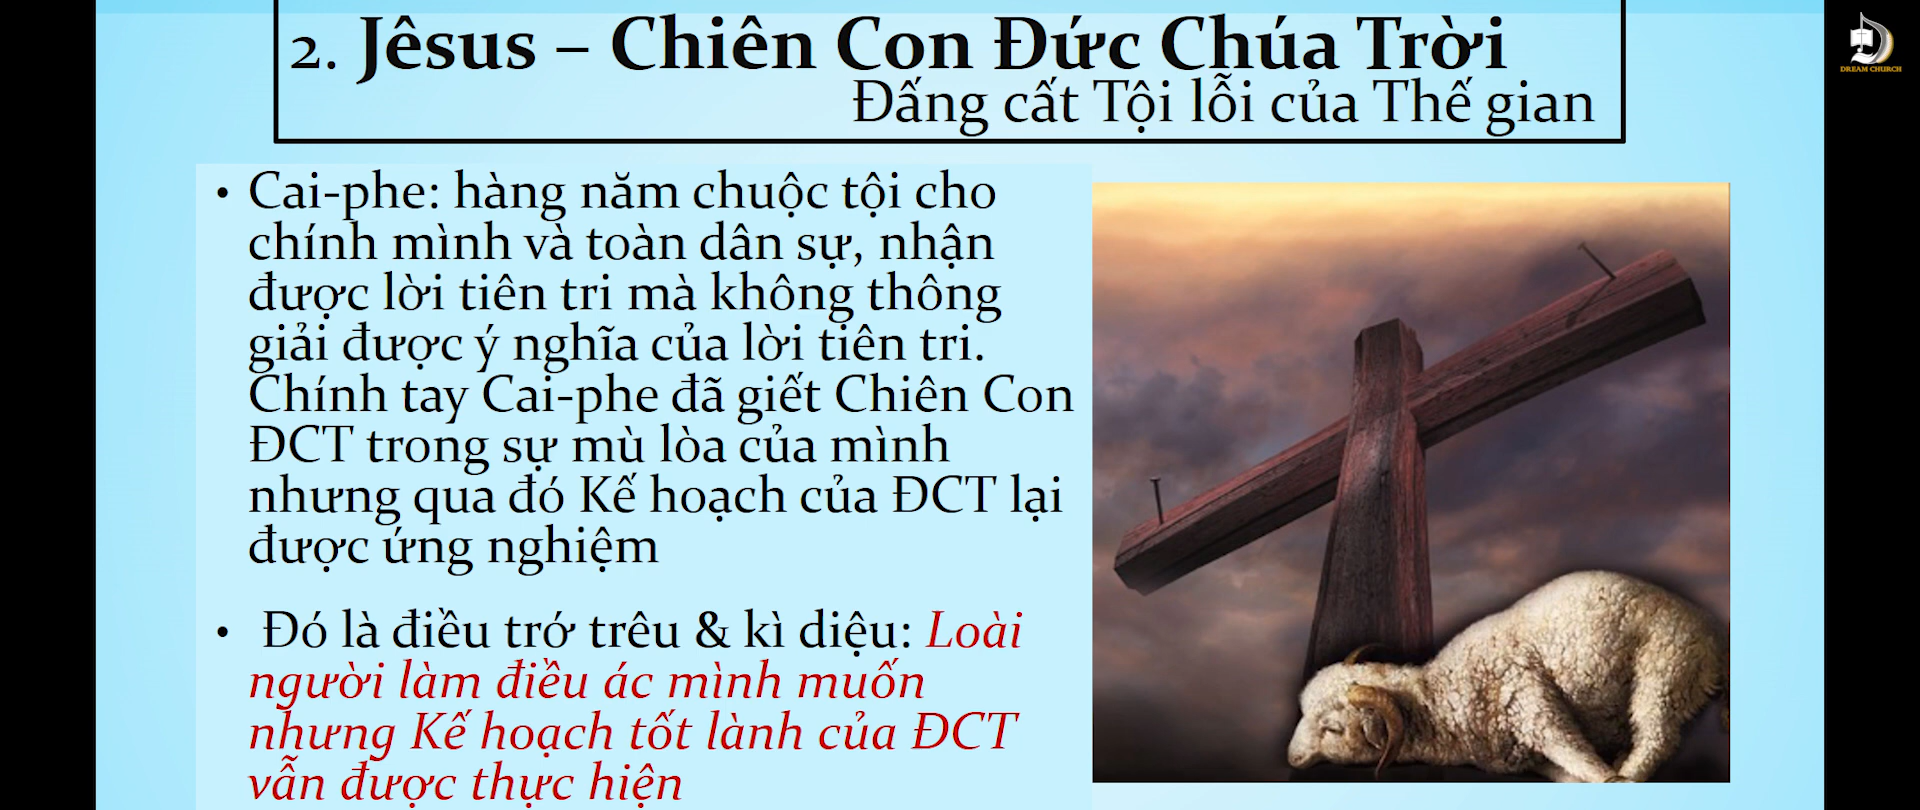 2. Jêsus – Chiên Con Đức Chúa Trời
Đấng cất Tội lỗi của Thế gian
DREAM CHURCH
• Cai-phe: hàng năm chuộc tội cho
chính mình và toàn dân sự, nhận
được lời tiên tri mà không thông
giải được ý nghĩa của lời tiên tri.
Chính tay Cai-phe đã giết Chiên Con
ĐCT trong sự mù lòa của mình
nhưng qua đó Kế hoạch của ĐCT lại
được ứng nghiệm
• Đó là điều trớ trêu & kì diệu: Loài
người làm điều ác mình muốn
nhưng Kế hoạch tốt lành của ĐCT
vẫn được thực hiện